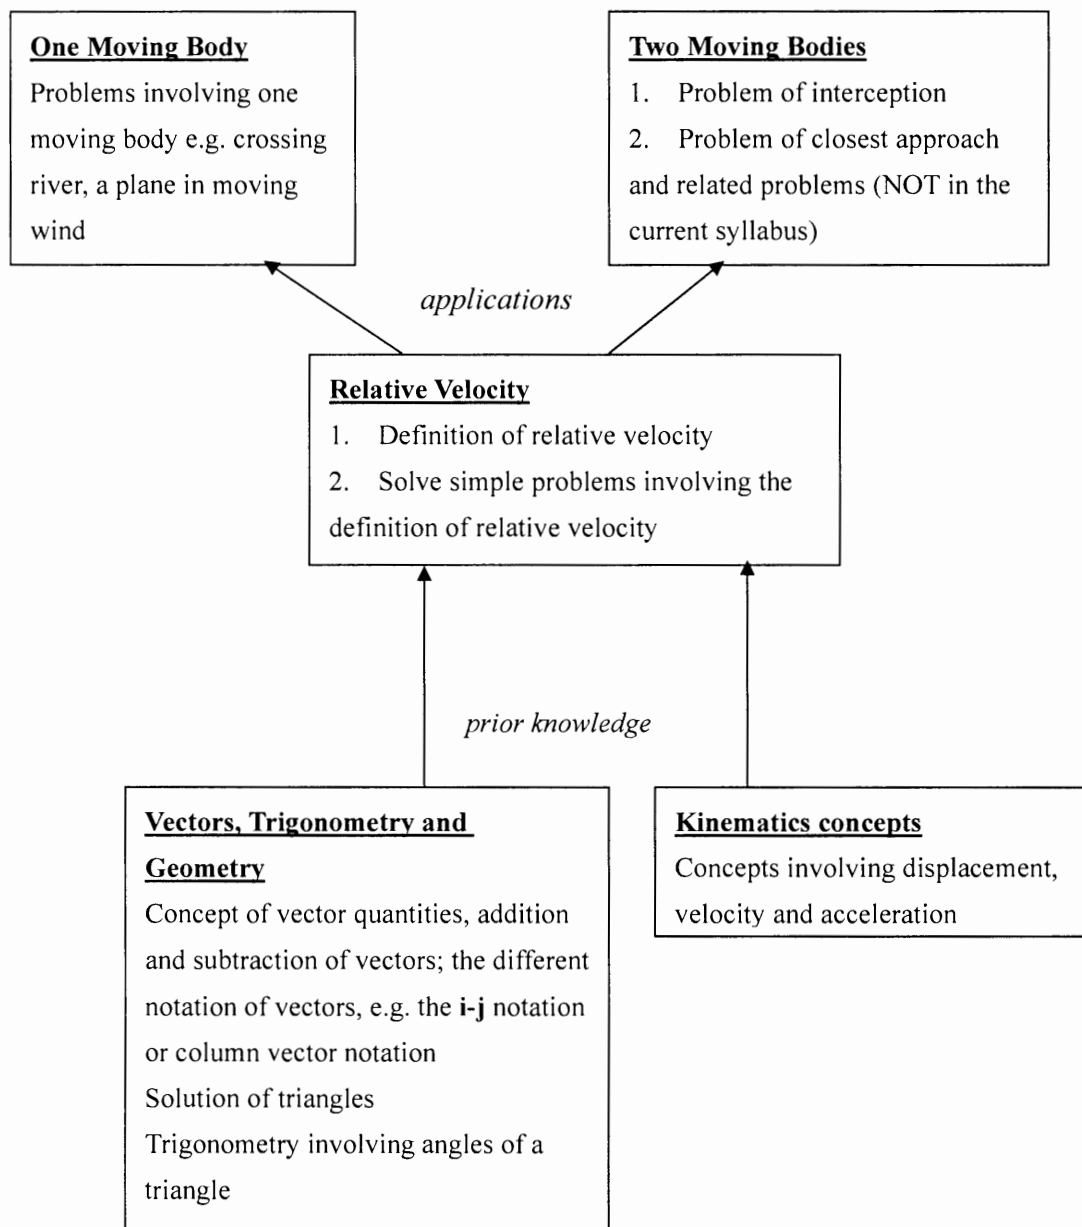 One Moving Body
Problems involving one
moving body e.g. crossing
river, a plane in moving
wind
Two Moving Bodies
1. Problem of interception
2. Problem of closest approach
and related problems (NOT in the
current syllabus)
applications
Relative Velocity
1. Definition of relative velocity
2. Solve simple problems involving the
definition of relative velocity
prior knowledge
Vectors, Trigonometry and
Geometry
Concept of vector quantities, addition
and subtraction of vectors; the different
notation of vectors, e.g. the i-j notation
or column vector notation
Solution of triangles
Trigonometry involving angles of a
triangle
Kinematics concepts
Concepts involving displacement,
velocity and acceleration